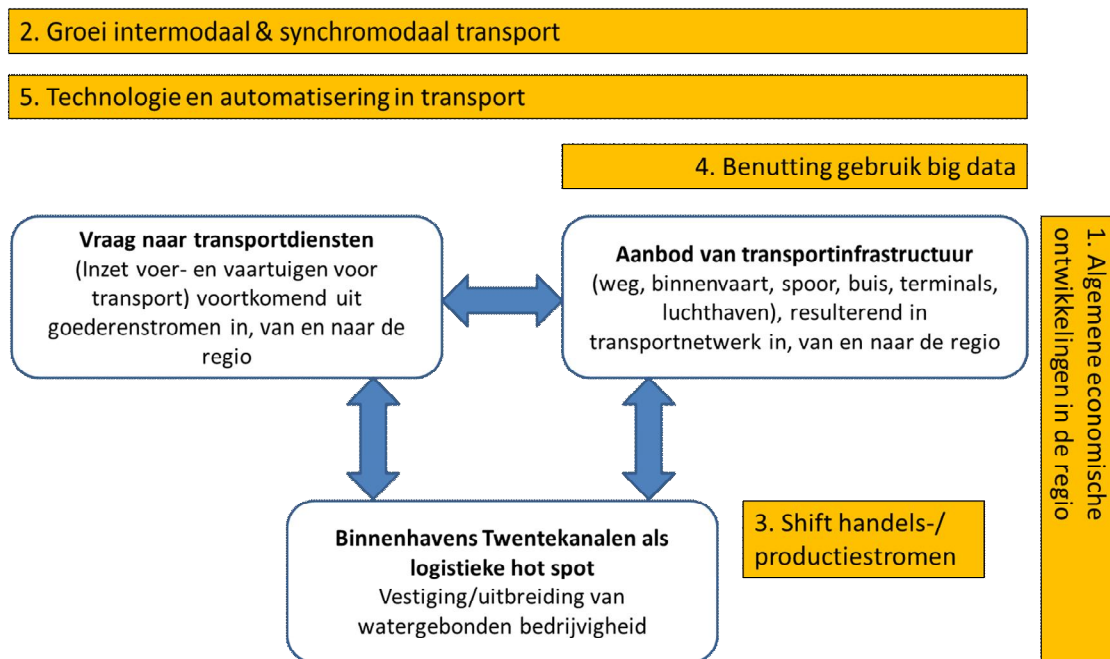 2. Groei intermodaal & synchromodaal transport
5. Technologie en automatisering in transport
4. Benutting gebruik big data
Vraag naar transportdiensten
(Inzet voer- en vaartuigen voor
transport) voortkomend uit
goederenstromen in, van en naar de
regio
Aanbod van transportinfrastructuur
(weg, binnenvaart, spoor, buis, terminals,
luchthaven), resulterend in
transportnetwerk in, van en naar de regio
1. Algemene economische
ontwikkelingen in de regio
Binnenhavens Twentekanalen als
logistieke hot spot
Vestiging/uitbreiding van
watergebonden bedrijvigheid
3. Shift handels-/
productiestromen